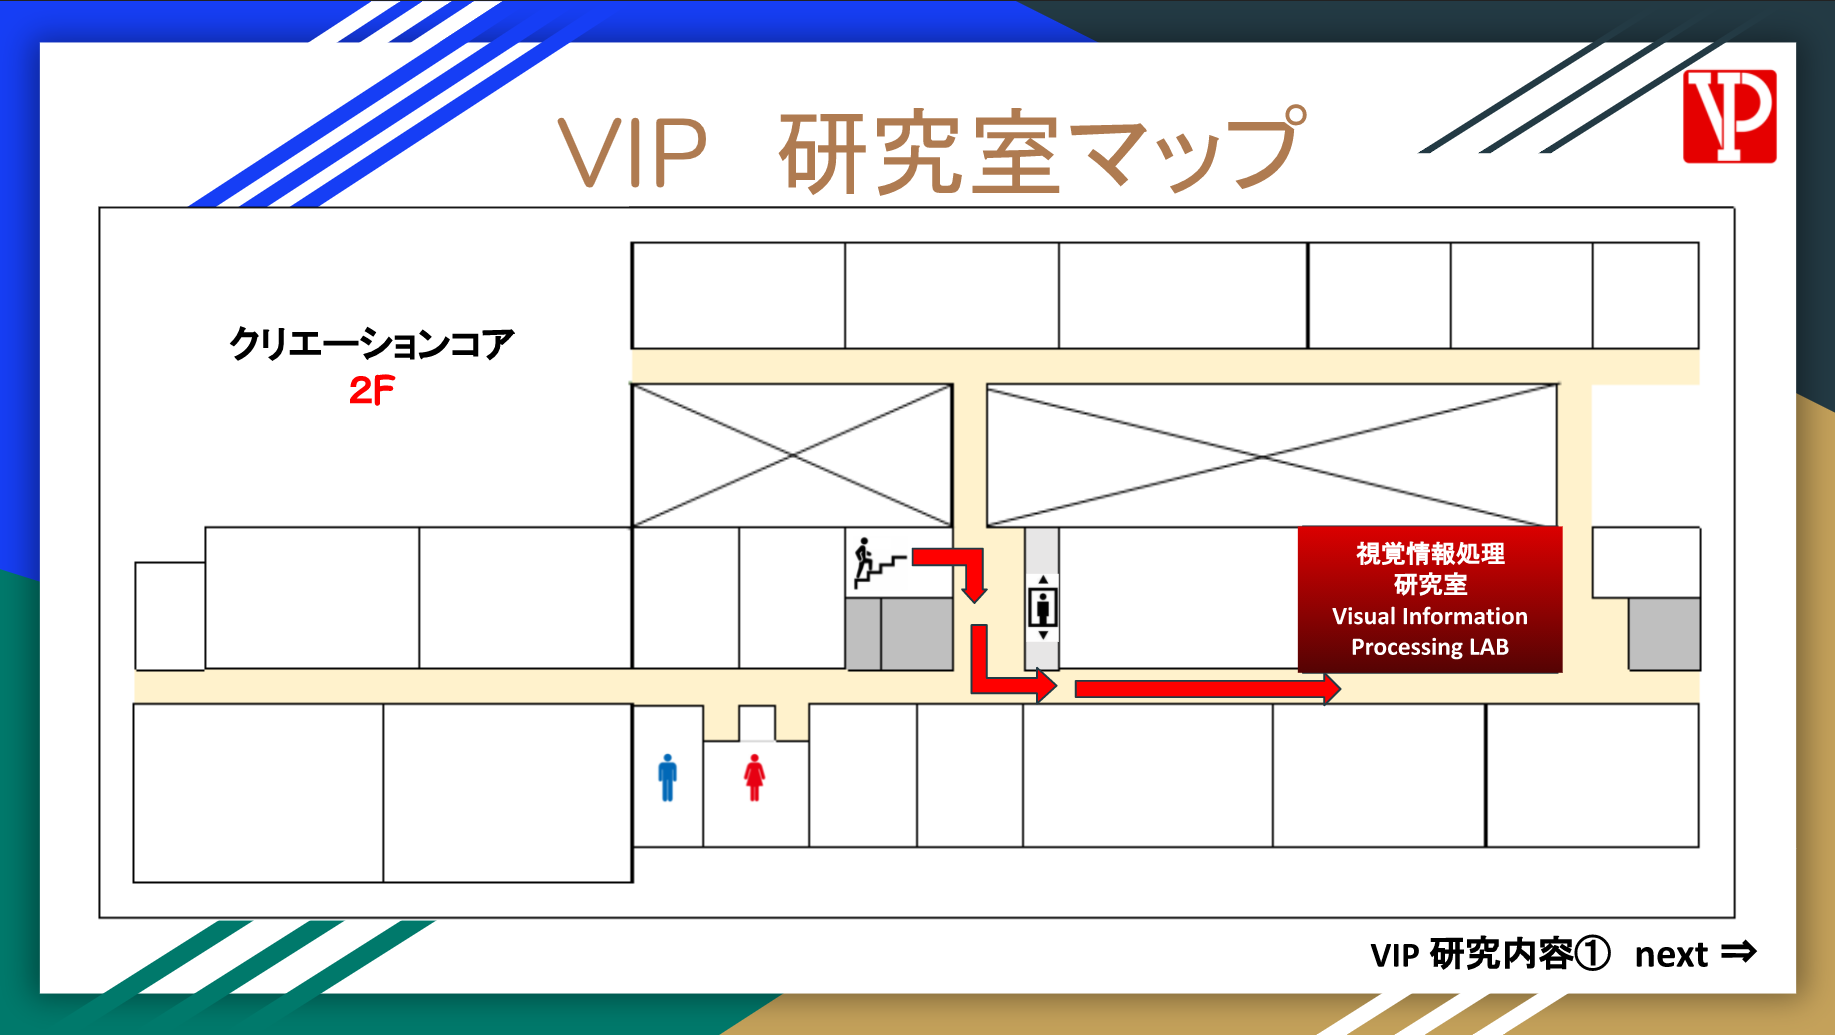 VIP 研究室マップ
VP
クリエーションコア
2F
視覚情報処理
研究室
Visual Information
Processing LAB
VIP 研究内容① next ⇒